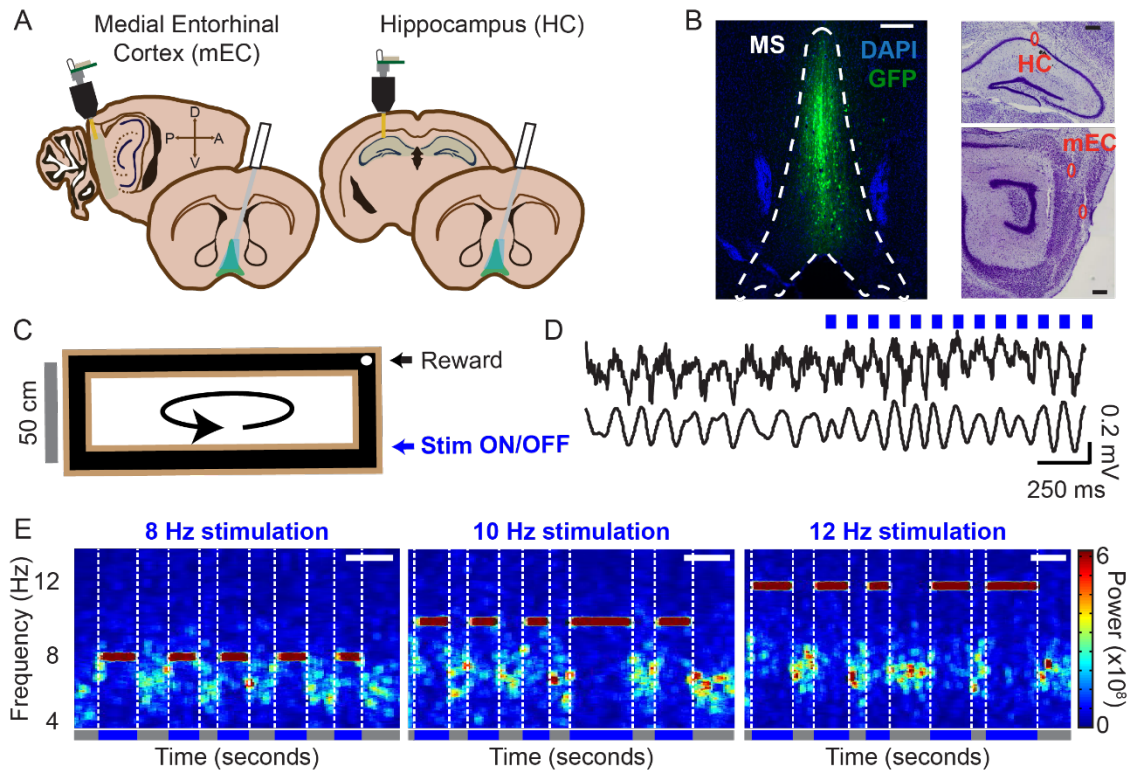 A
Medial Entorhinal
Cortex (mEC)
Hippocampus (HC)
D
P
A
V
B
MS
DAPI
GFP
HC
mEC
C
50 cm
Reward
Stim ON/OFF
D
0.2 mV
250 ms
E
8 Hz stimulation
10 Hz stimulation
12 Hz stimulation
Frequency (Hz)
12
8
4
6
Power (x10⁸)
0
Time (seconds)
Time (seconds)
Time (seconds)